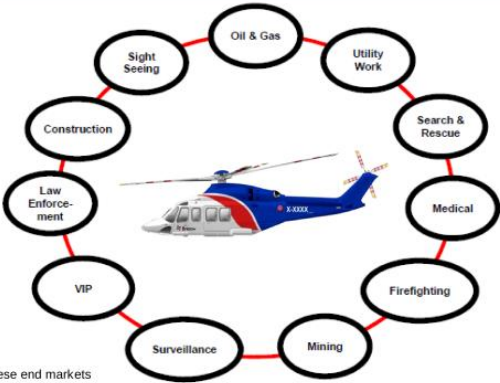 Oil & Gas
Utility
Work
Search &
Rescue
Medical
Firefighting
Mining
Surveillance
VIP
Law
Enforce-
ment
Construction
Sight
Seeing
X-XXXX
ese end markets